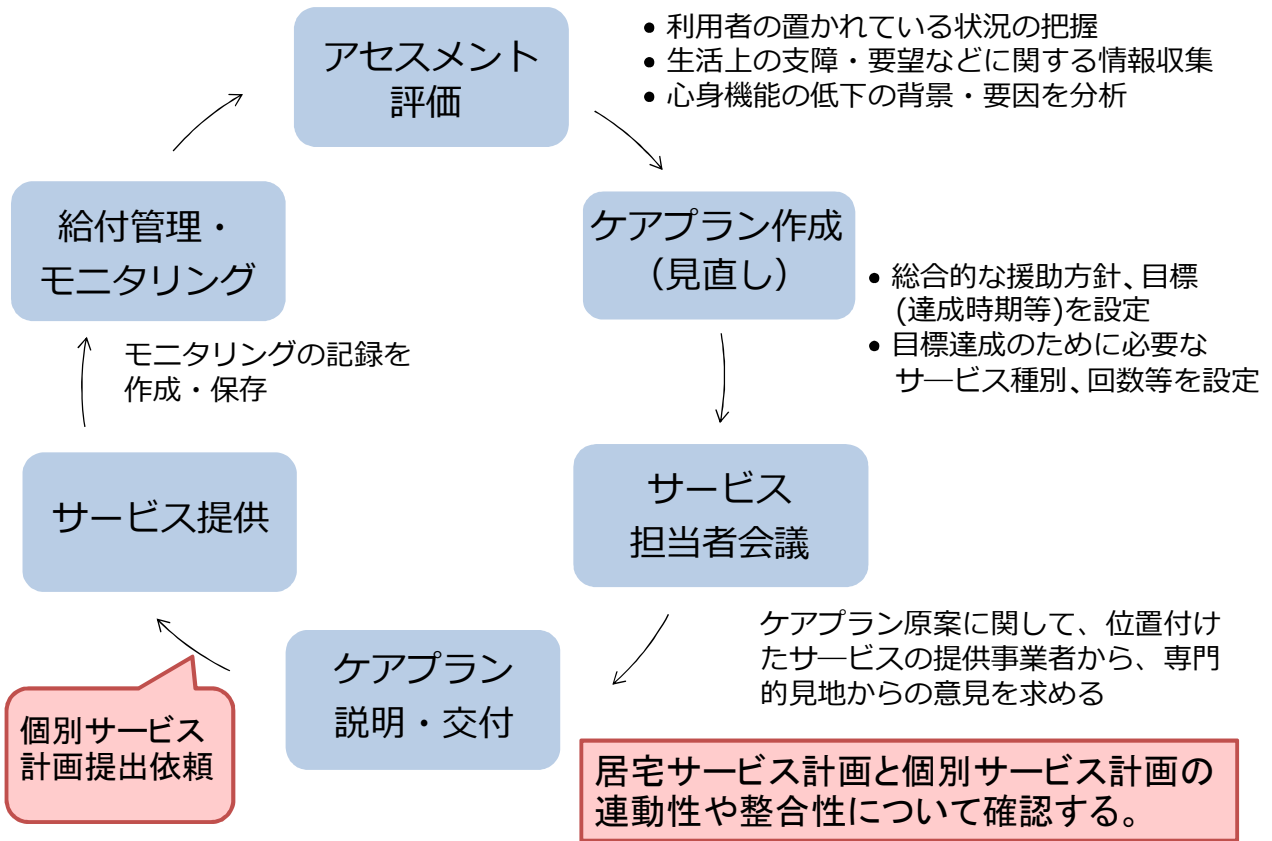 アセスメント
評価
• 利用者の置かれている状況の把握
• 生活上の支障・要望などに関する情報収集
• 心身機能の低下の背景・要因を分析
ケアプラン作成
（見直し）
• 総合的な援助方針、目標
(達成時期等)を設定
• 目標達成のために必要な
サ―ビス種別、回数等を設定
サービス
担当者会議
ケアプラン原案に関して、位置付け
たサ―ビスの提供事業者から、専門
的見地からの意見を求める
居宅サービス計画と個別サービス計画の
連動性や整合性について確認する。
ケアプラン
説明・交付
個別サービス
計画提出依頼
サービス提供
モニタリングの記録を
作成・保存
給付管理・
モニタリング